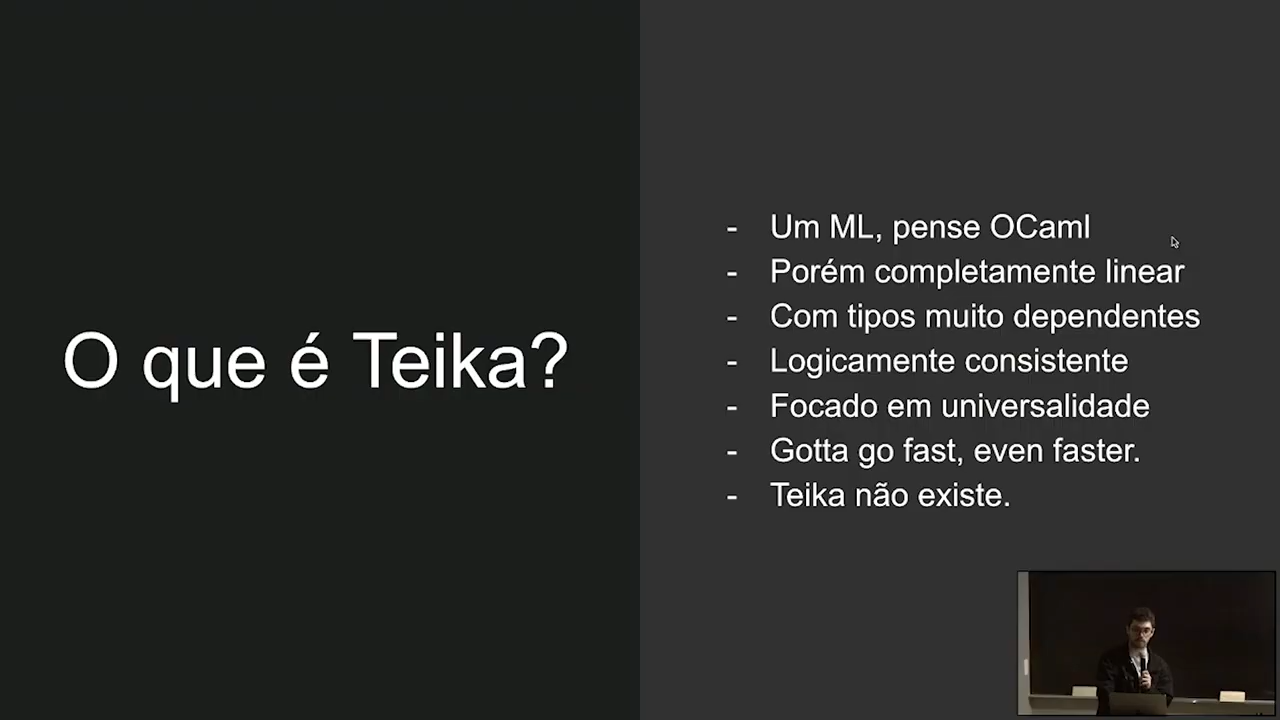 O que é Teika?
- Um ML, pense OCaml
- Porém completamente linear
- Com tipos muito dependentes
- Logicamente consistente
- Focado em universalidade
- Gotta go fast, even faster.
- Teika não existe.